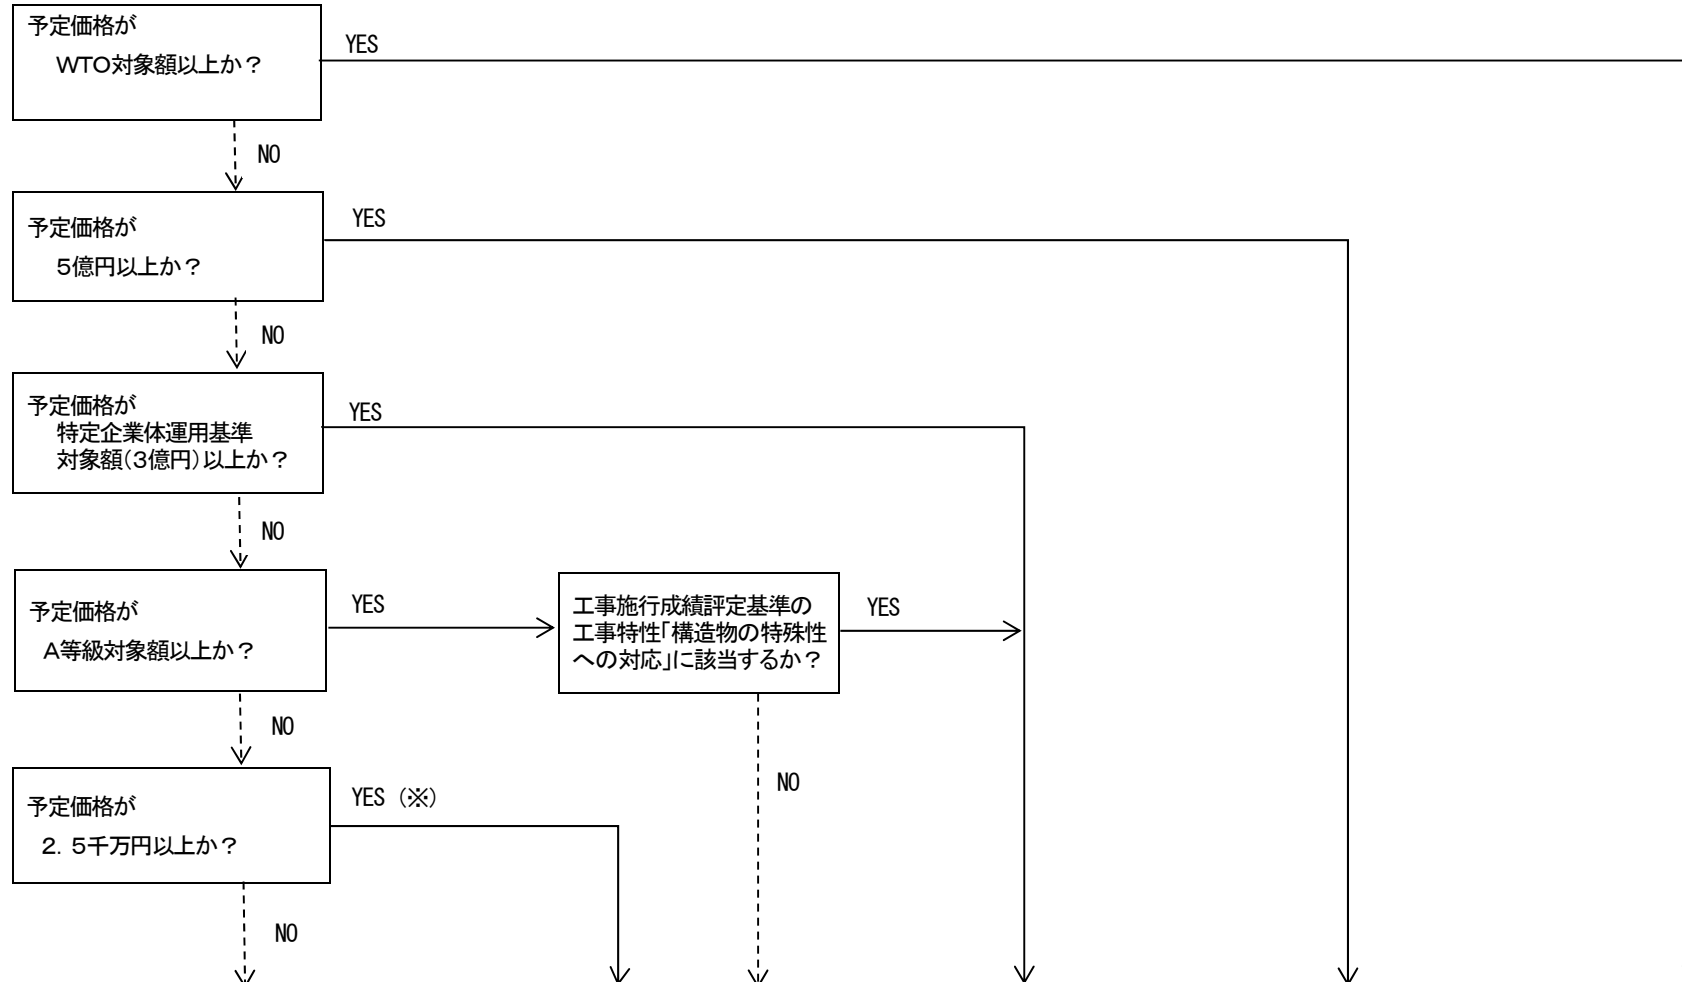 予定価格が
WTO対象額以上か？
YES
NO
予定価格が
5億円以上か？
YES
NO
予定価格が
特定企業体運用基準
対象額（3億円）以上か？
YES
NO
予定価格が
A等級対象額以上か？
YES
工事施行成績評定基準の
工事特性「構造物の特殊性
への対応」に該当するか？
YES
NO
NO
予定価格が
2．5千万円以上か？
YES（※）
NO